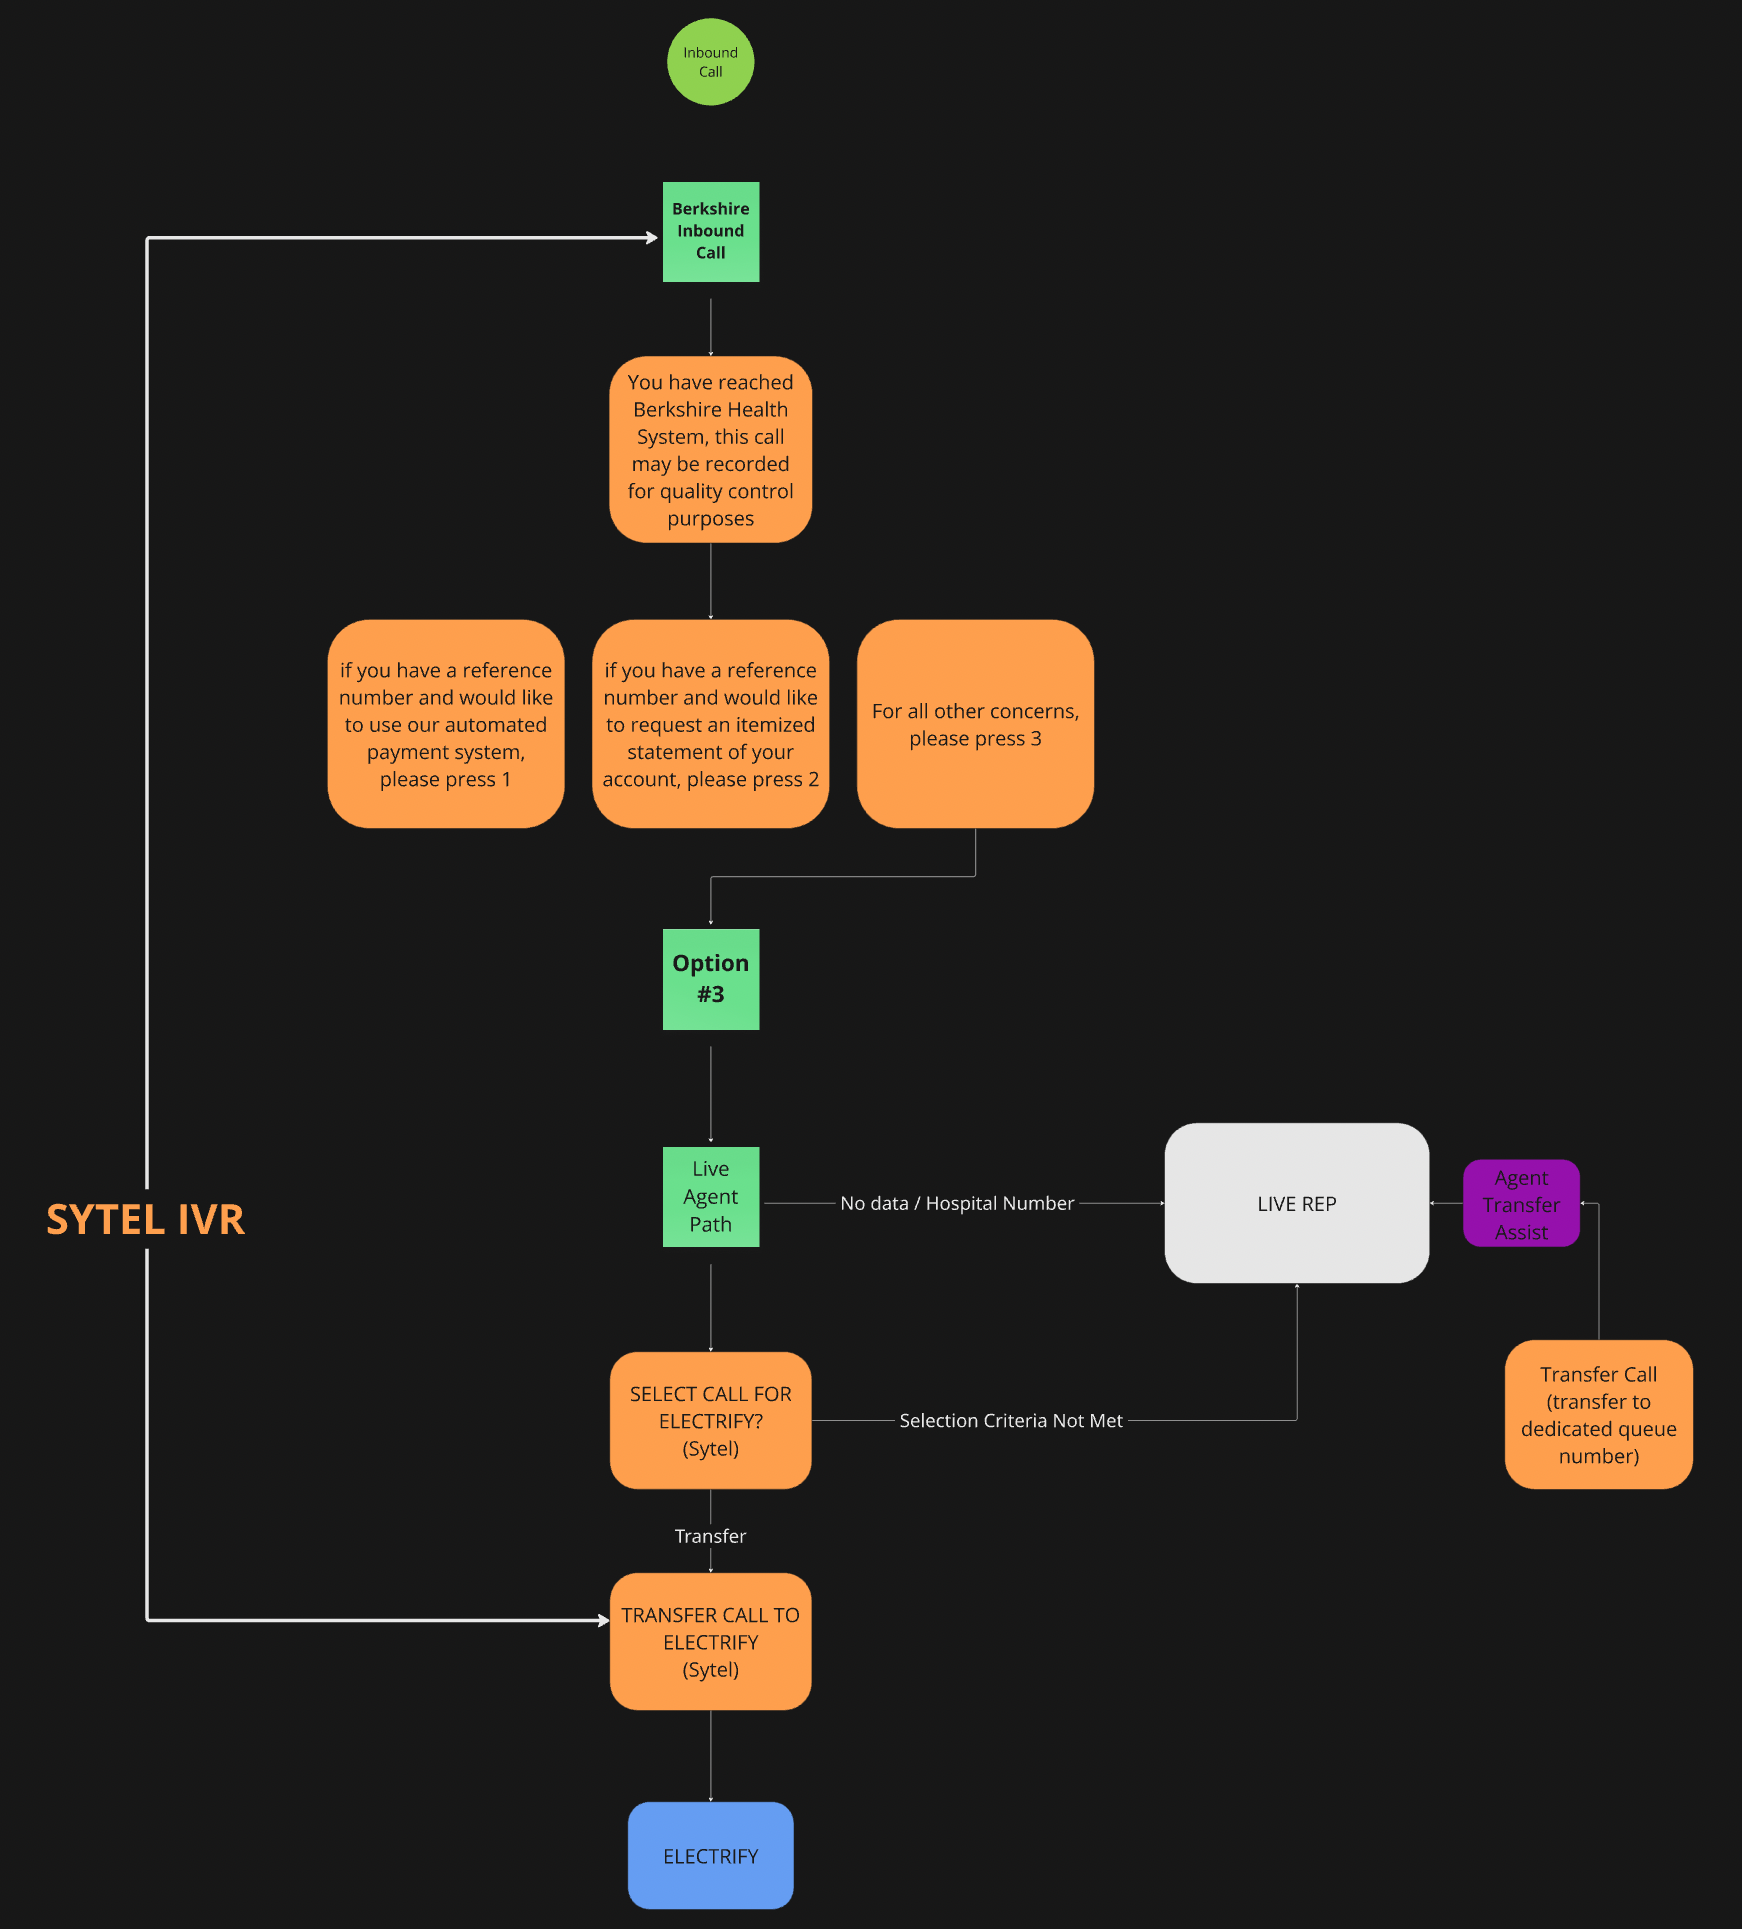 Inbound
Call
Berkshire
Inbound
Call
You have reached
Berkshire Health
System, this call
may be recorded
for quality control
purposes
if you have a reference
number and would like
to use our automated
payment system,
please press 1
if you have a reference
number and would like
to request an itemized
statement of your
account, please press 2
For all other concerns,
please press 3
Option
#3
Live
Agent
Path
No data / Hospital Number
LIVE REP
Agent
Transfer
Assist
SYTEL IVR
SELECT CALL FOR
ELECTRIFY?
(Sytel)
Selection Criteria Not Met
Transfer Call
(transfer to
dedicated queue
number)
Transfer
TRANSFER CALL TO
ELECTRIFY
(Sytel)
ELECTRIFY